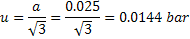 u = a/√3 = 0.025/√3 = 0.0144 bar